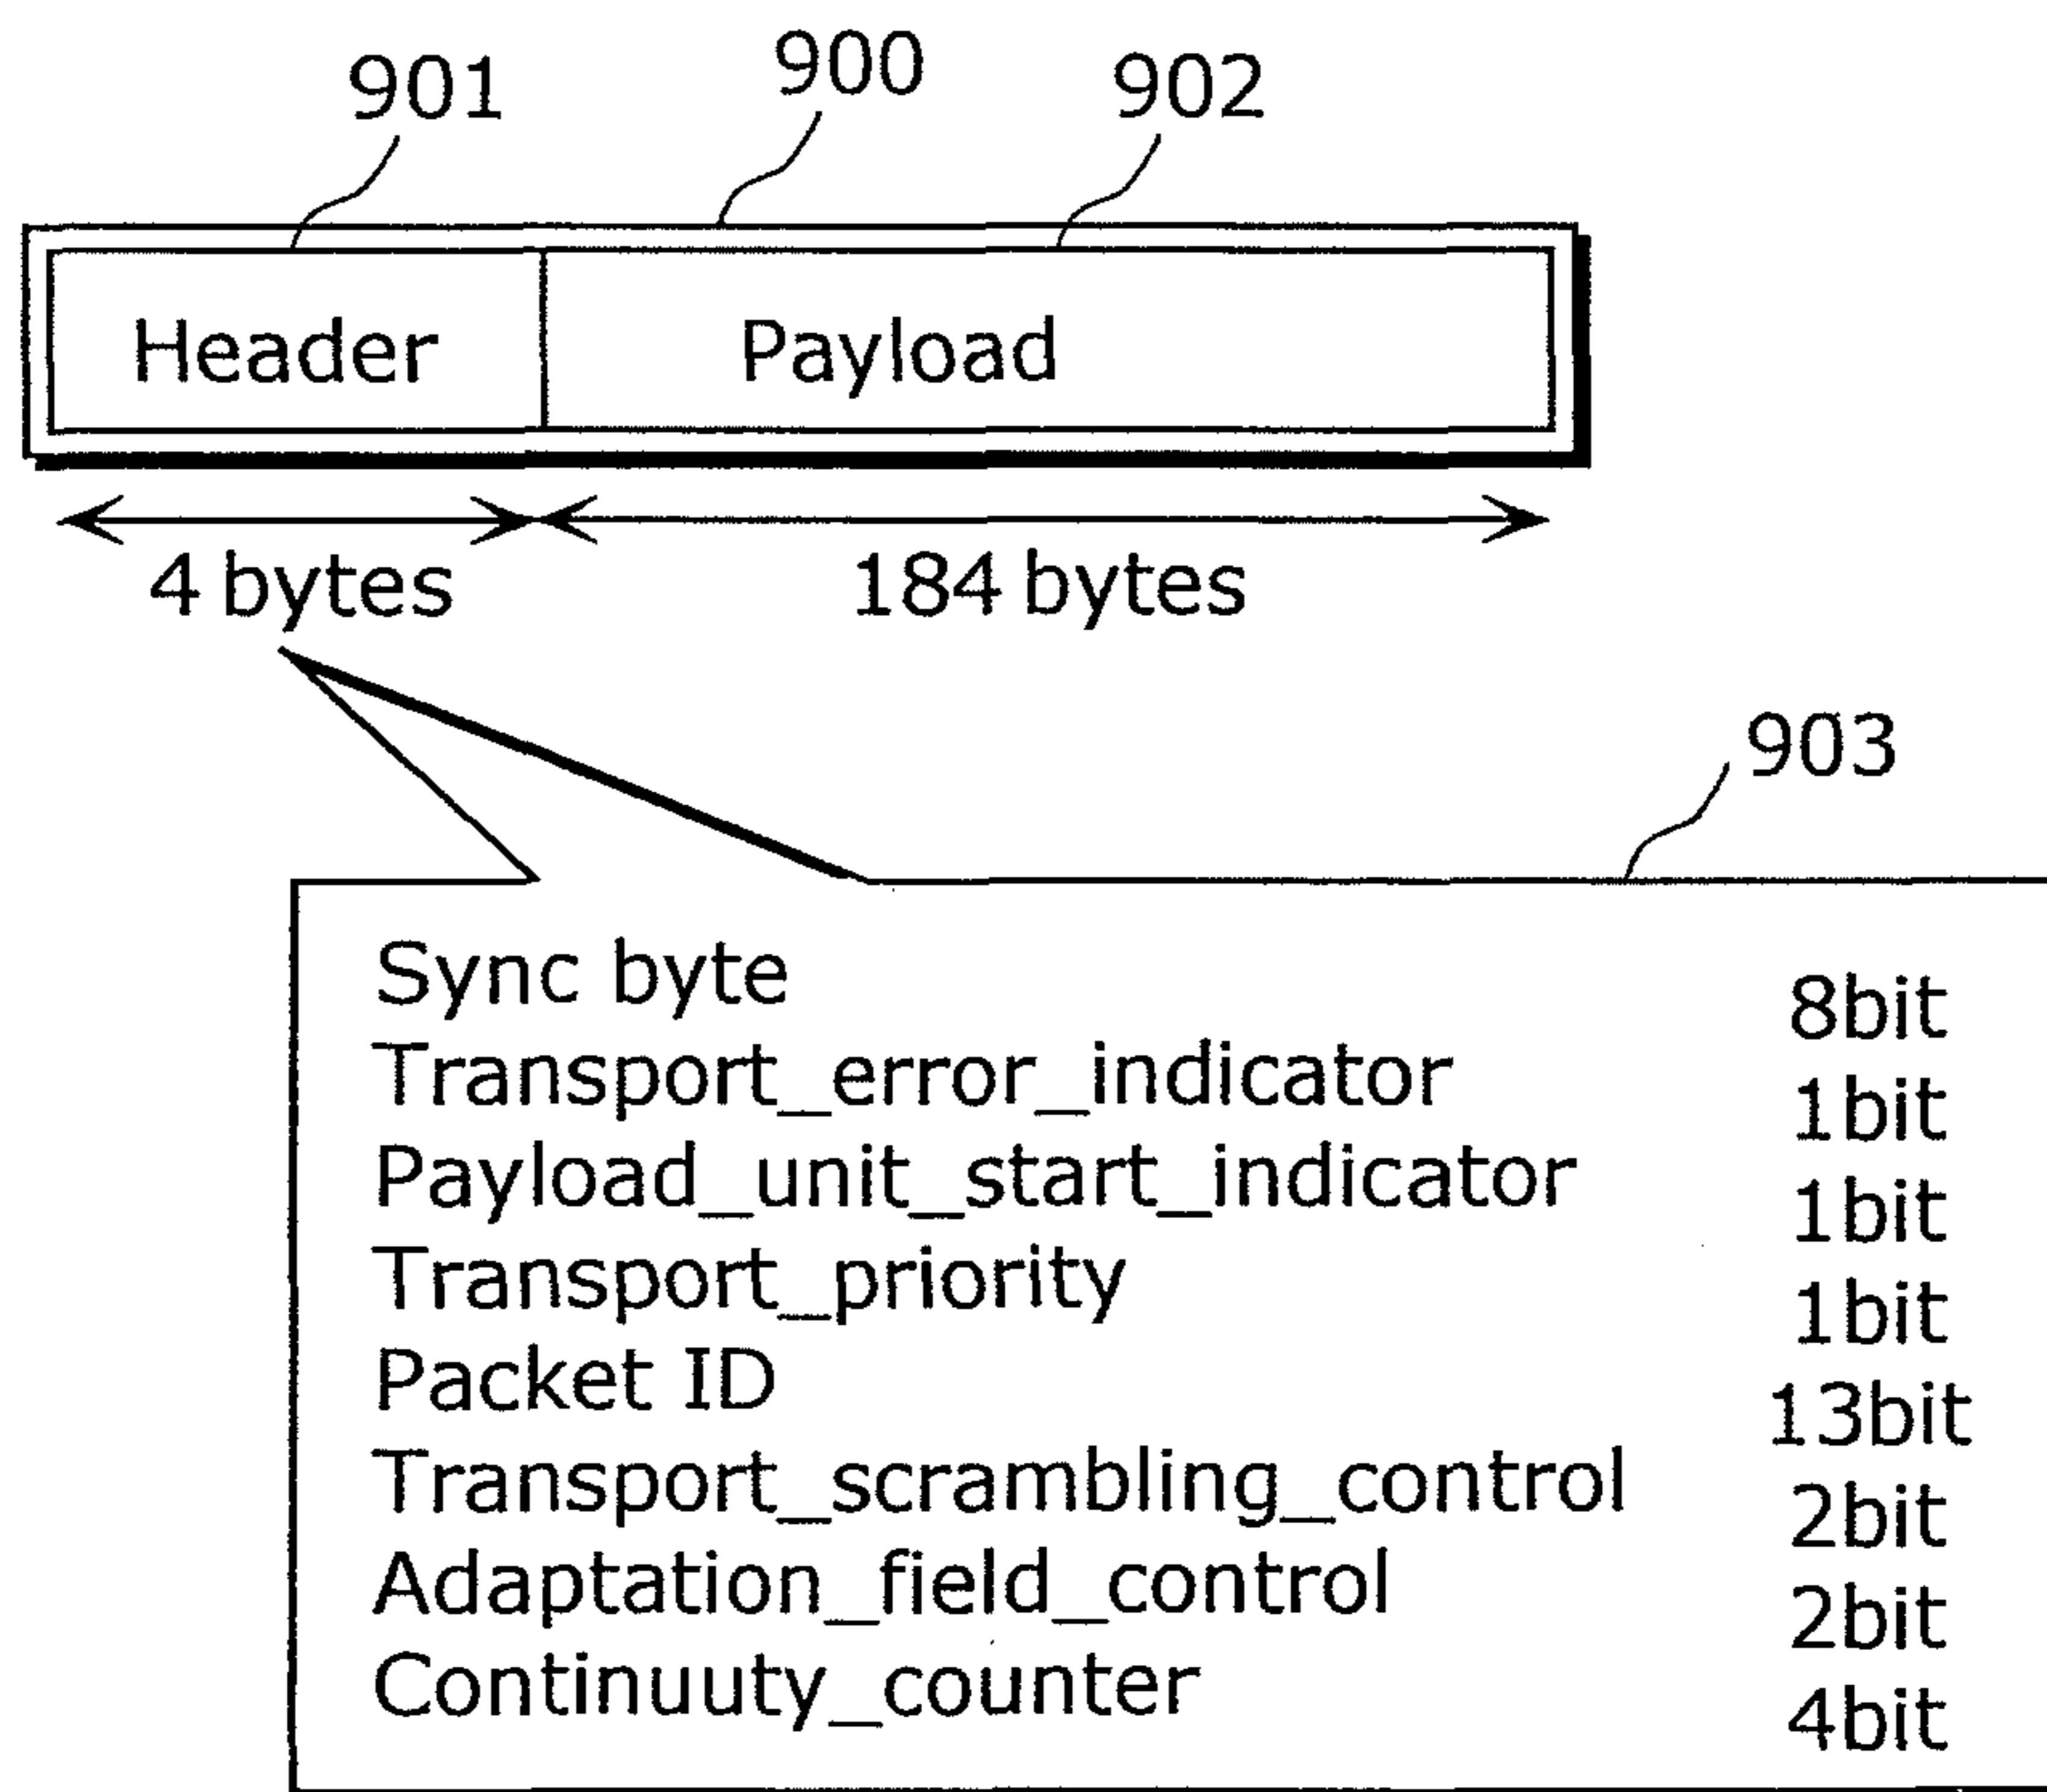 901 900 902
Header Payload
4 bytes 184 bytes
903
Sync byte 8bit
Transport_error_indicator 1bit
Payload_unit_start_indicator 1bit
Transport_priority 1bit
Packet ID 13bit
Transport_scrambling_control 2bit
Adaptation_field_control 2bit
Continuuty_counter 4bit